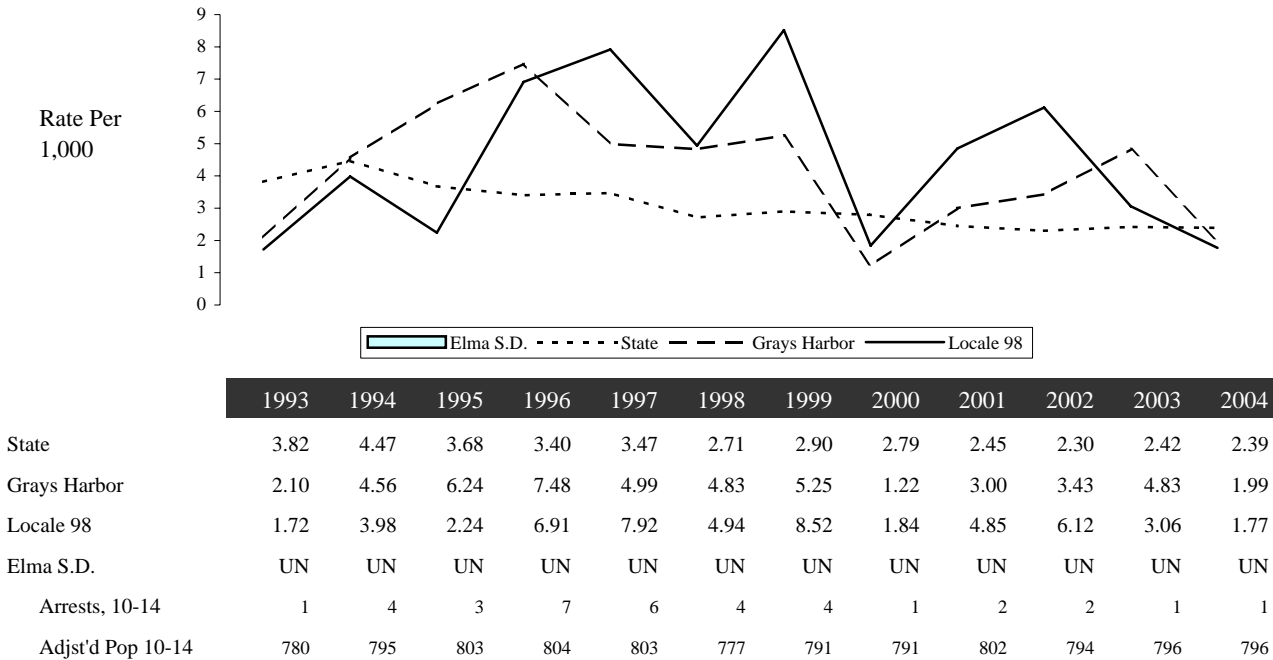 9
8
7
6
5
4
3
2
1
0
Rate Per
1,000
Elma S.D. State Grays Harbor Locale 98
1993 1994 1995 1996 1997 1998 1999 2000 2001 2002 2003 2004
State 3.82 4.47 3.68 3.40 3.47 2.71 2.90 2.79 2.45 2.30 2.42 2.39
Grays Harbor 2.10 4.56 6.24 7.48 4.99 4.83 5.25 1.22 3.00 3.43 4.83 1.99
Locale 98 1.72 3.98 2.24 6.91 7.92 4.94 8.52 1.84 4.85 6.12 3.06 1.77
Elma S.D. UN UN UN UN UN UN UN UN UN UN UN UN
Arrests, 10-14 1 4 3 7 6 4 4 1 2 2 1 1
Adjst'd Pop 10-14 780 795 803 804 803 777 791 791 802 794 796 796